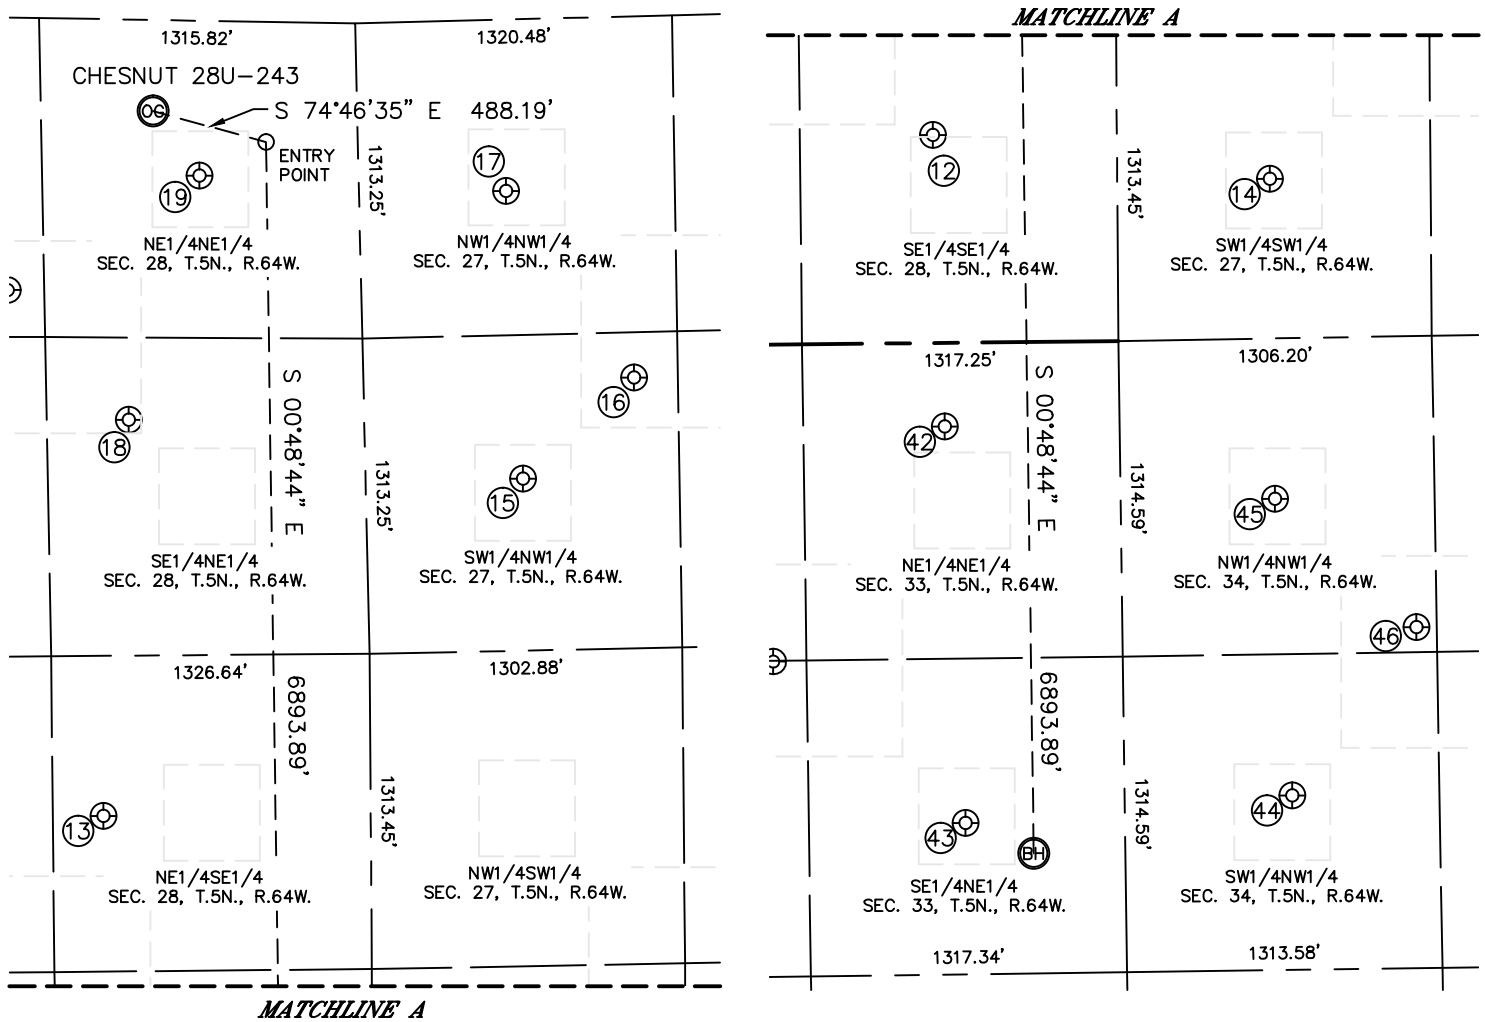 1315.82'
1320.48'
CHESNUT 28U-243
OG
S 74°46'35" E 488.19'
ENTRY
POINT
1313.25'
17
19
NE1/4NE1/4
SEC. 28, T.5N., R.64W.
NW1/4NW1/4
SEC. 27, T.5N., R.64W.
S 00°48'44" E
16
18
1313.25'
15
SE1/4NE1/4
SEC. 28, T.5N., R.64W.
SW1/4NW1/4
SEC. 27, T.5N., R.64W.
1326.64'
1302.88'
6893.89'
1313.45'
13
NE1/4SE1/4
SEC. 28, T.5N., R.64W.
NW1/4SW1/4
SEC. 27, T.5N., R.64W.
MATCHLINE A
MATCHLINE A
12
1313.45'
14
SE1/4SE1/4
SEC. 28, T.5N., R.64W.
SW1/4SW1/4
SEC. 27, T.5N., R.64W.
1317.25'
1306.20'
S 00°48'44" E
42
1314.59'
45
NE1/4NE1/4
SEC. 33, T.5N., R.64W.
NW1/4NW1/4
SEC. 34, T.5N., R.64W.
46
6893.89'
1314.59'
43
44
BH
SE1/4NE1/4
SEC. 33, T.5N., R.64W.
SW1/4NW1/4
SEC. 34, T.5N., R.64W.
1317.34'
1313.58'